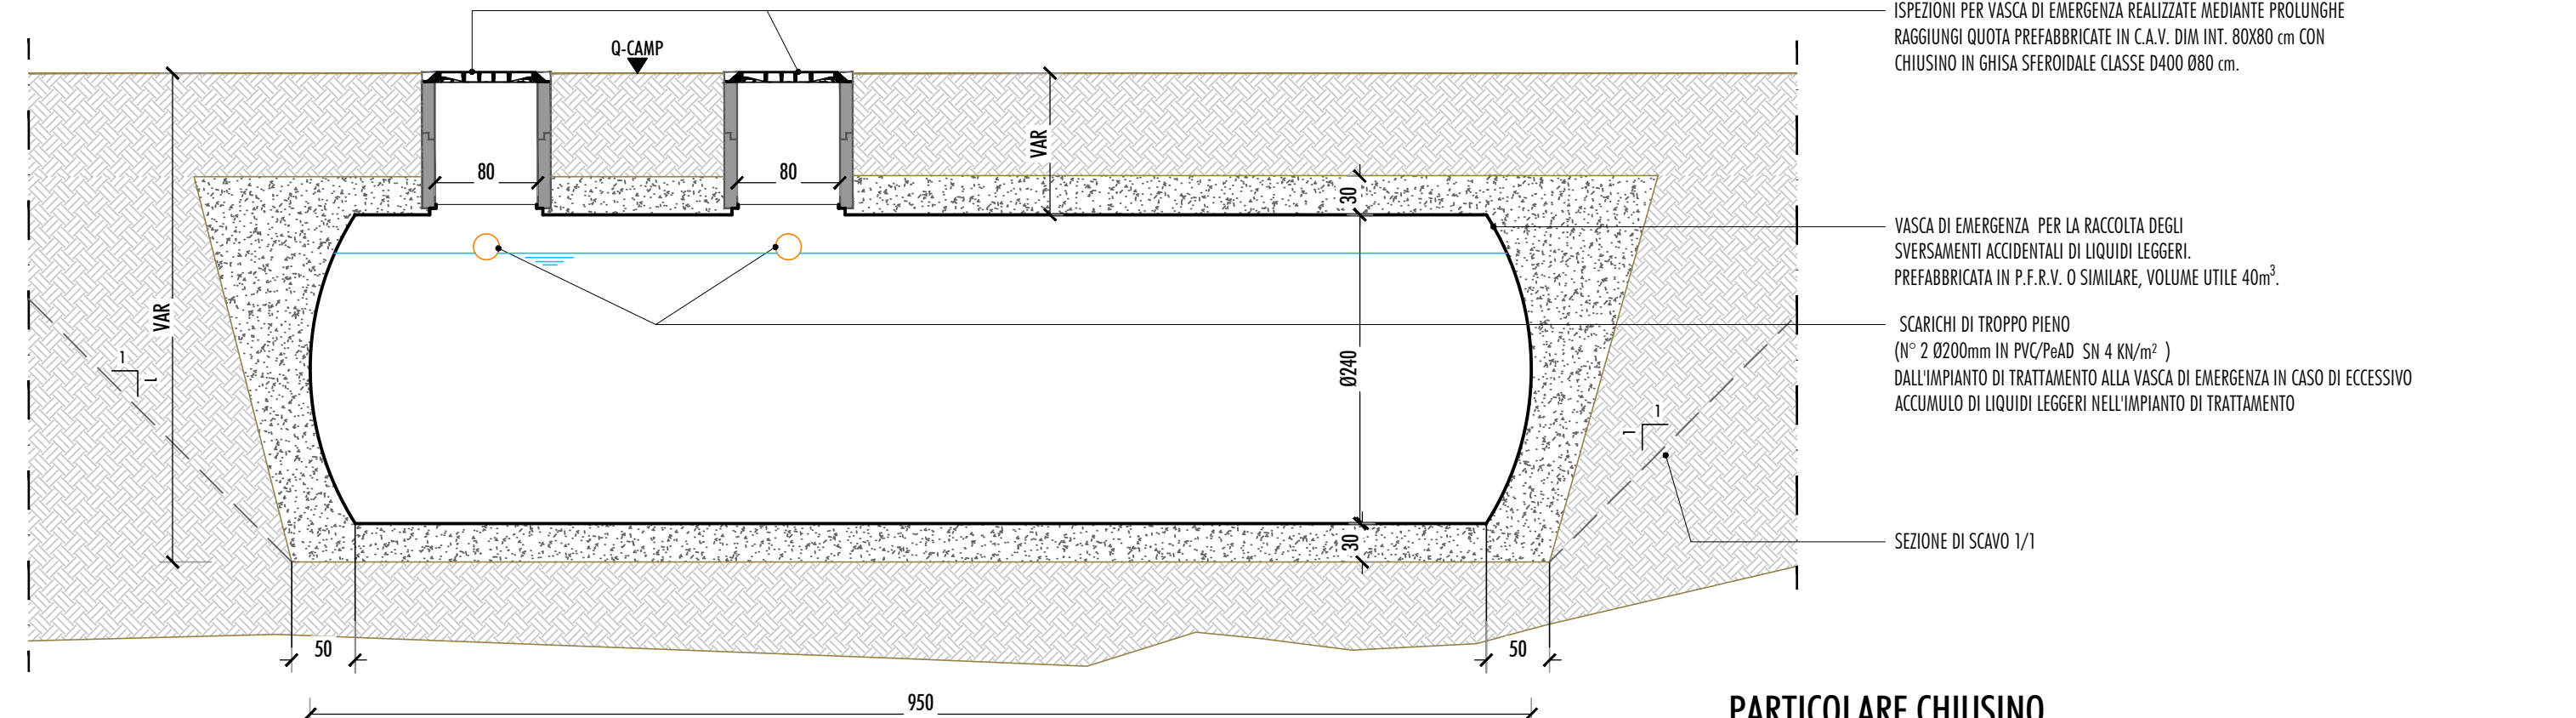 ISPEZIONI PER VASCA DI EMERGENZA REALIZZATE MEDIANTE PROLUNGHE
RAGGIUNGI QUOTA PREFABBRICATE IN C.A.V. DIM INT. 80X80 cm CON
CHIUSINO IN GHISA SFEROIDALE CLASSE D400 Ø80 cm.
Q-CAMP
VAR
80
80
30
VASCA DI EMERGENZA PER LA RACCOLTA DEGLI
SVERSAMENTI ACCIDENTALI DI LIQUIDI LEGGERI.
PREFABBRICATA IN P.F.R.V. O SIMILARE, VOLUME UTILE 40m³.
VAR
SCARICHI DI TROPPO PIENO
(N° 2 Ø200mm IN PVC/PeAD SN 4 KN/m² )
DALL'IMPIANTO DI TRATTAMENTO ALLA VASCA DI EMERGENZA IN CASO DI ECCESSIVO
ACCUMULO DI LIQUIDI LEGGERI NELL'IMPIANTO DI TRATTAMENTO
1
1
Ø240
1
1
30
SEZIONE DI SCAVO 1/1
50
50
950
PARTICOLARE CHIUSINO